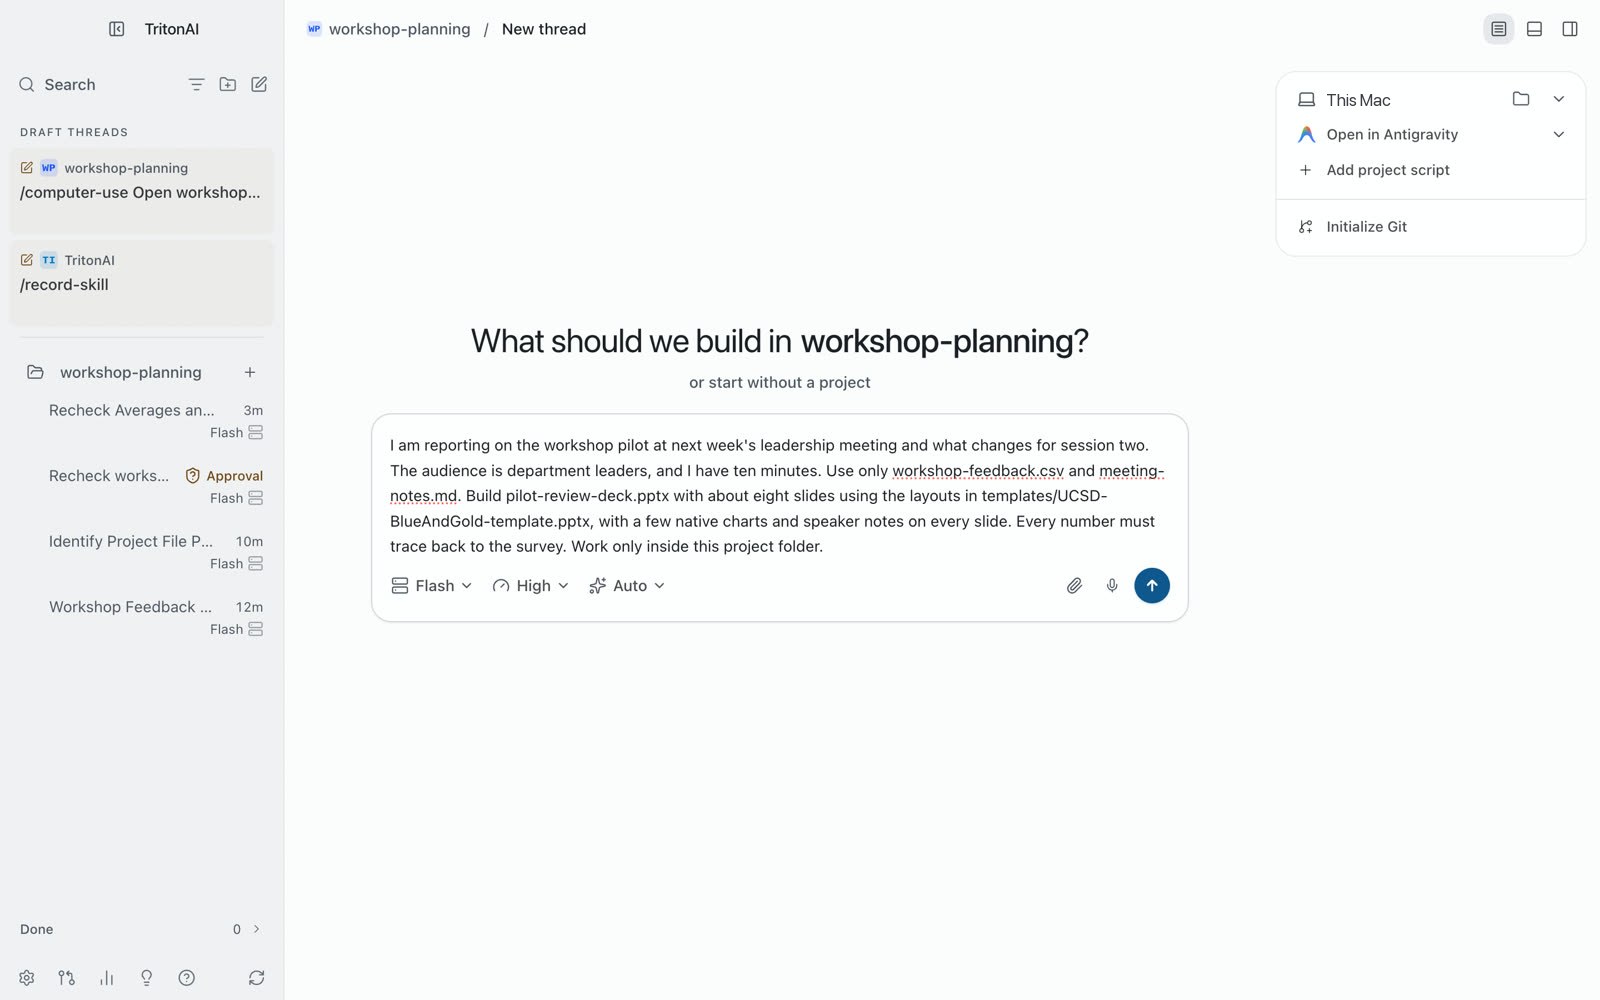 TritonAI
Search
DRAFT THREADS
WP workshop-planning
/computer-use Open workshop...
TI TritonAI
/record-skill
workshop-planning
Recheck Averages an... 3m
Flash
Recheck works... Approval
Flash
Identify Project File P... 10m
Flash
Workshop Feedback ... 12m
Flash
Done 0
WP workshop-planning / New thread
This Mac
Open in Antigravity
Add project script
Initialize Git
What should we build in workshop-planning?
or start without a project
I am reporting on the workshop pilot at next week's leadership meeting and what changes for session two.
The audience is department leaders, and I have ten minutes. Use only workshop-feedback.csv and meeting-
notes.md. Build pilot-review-deck.pptx with about eight slides using the layouts in templates/UCSD-
BlueAndGold-template.pptx, with a few native charts and speaker notes on every slide. Every number must
trace back to the survey. Work only inside this project folder.
Flash High Auto